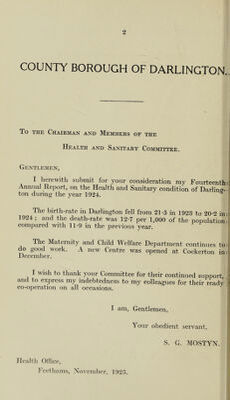 2
COUNTY BOROUGH OF DARLINGTON.
To the Chairman and Members of the
Health and Sanitary Committee.
Gentlemen,
I herewith submit for your consideration my Fourteenth
Annual Report, on the Health and Sanitary condition of Darling-
ton during the year 1924.
The birth-rate in Darlington fell from 21·3 in 1923 to 20·2 in
1924; and the death-rate was 12·7 per 1,000 of the population
compared with 11·9 in the previous year.
The Maternity and Child Welfare Department continues to
do good work. A new Centre was opened at Cockerton in
December.
I wish to thank your Committee for their continued support,
and to express my indebtedness to my colleagues for their ready
co-operation on all occasions.
I am, Gentlemen,
Your obedient servant,
S. G. MOSTYN.
Health Office,
Feethams, November, 1925.